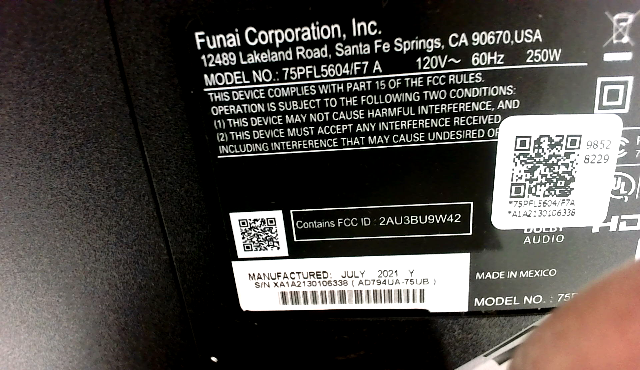 Funai Corporation, Inc.
12489 Lakeland Road, Santa Fe Springs, CA 90670,USA
MODEL NO.: 75PFL5604/F7 A 120V~ 60Hz 250W
THIS DEVICE COMPLIES WITH PART 15 OF THE FCC RULES.
OPERATION IS SUBJECT TO THE FOLLOWING TWO CONDITIONS:
(1) THIS DEVICE MAY NOT CAUSE HARMFUL INTERFERENCE, AND
(2) THIS DEVICE MUST ACCEPT ANY INTERFERENCE RECEIVED,
INCLUDING INTERFERENCE THAT MAY CAUSE UNDESIRED
9852
8229
*75PFL5604/F7A
*A1A2130106338
Contains FCC ID : 2AU3BU9W42
DOLBY
AUDIO
MANUFACTURED: JULY 2021 Y
S/N XA1A2130106338 ( AD794UA-75UB )
MADE IN MEXICO
MODEL NO. :